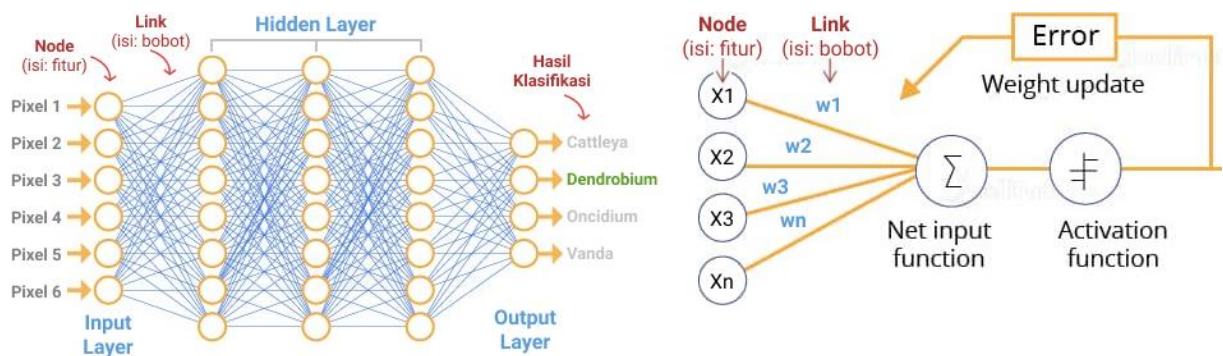 Node
(isi: fitur)
Link
(isi: bobot)
Hidden Layer
Hasil
Klasifikasi
Pixel 1
Pixel 2
Pixel 3
Pixel 4
Pixel 5
Pixel 6
Cattleya
Dendrobium
Oncidium
Vanda
Input
Layer
Output
Layer
Node
(isi: fitur)
Link
(isi: bobot)
Error
Weight update
X1
X2
X3
Xn
w1
w2
w3
wn
Σ
Net input
function
Activation
function